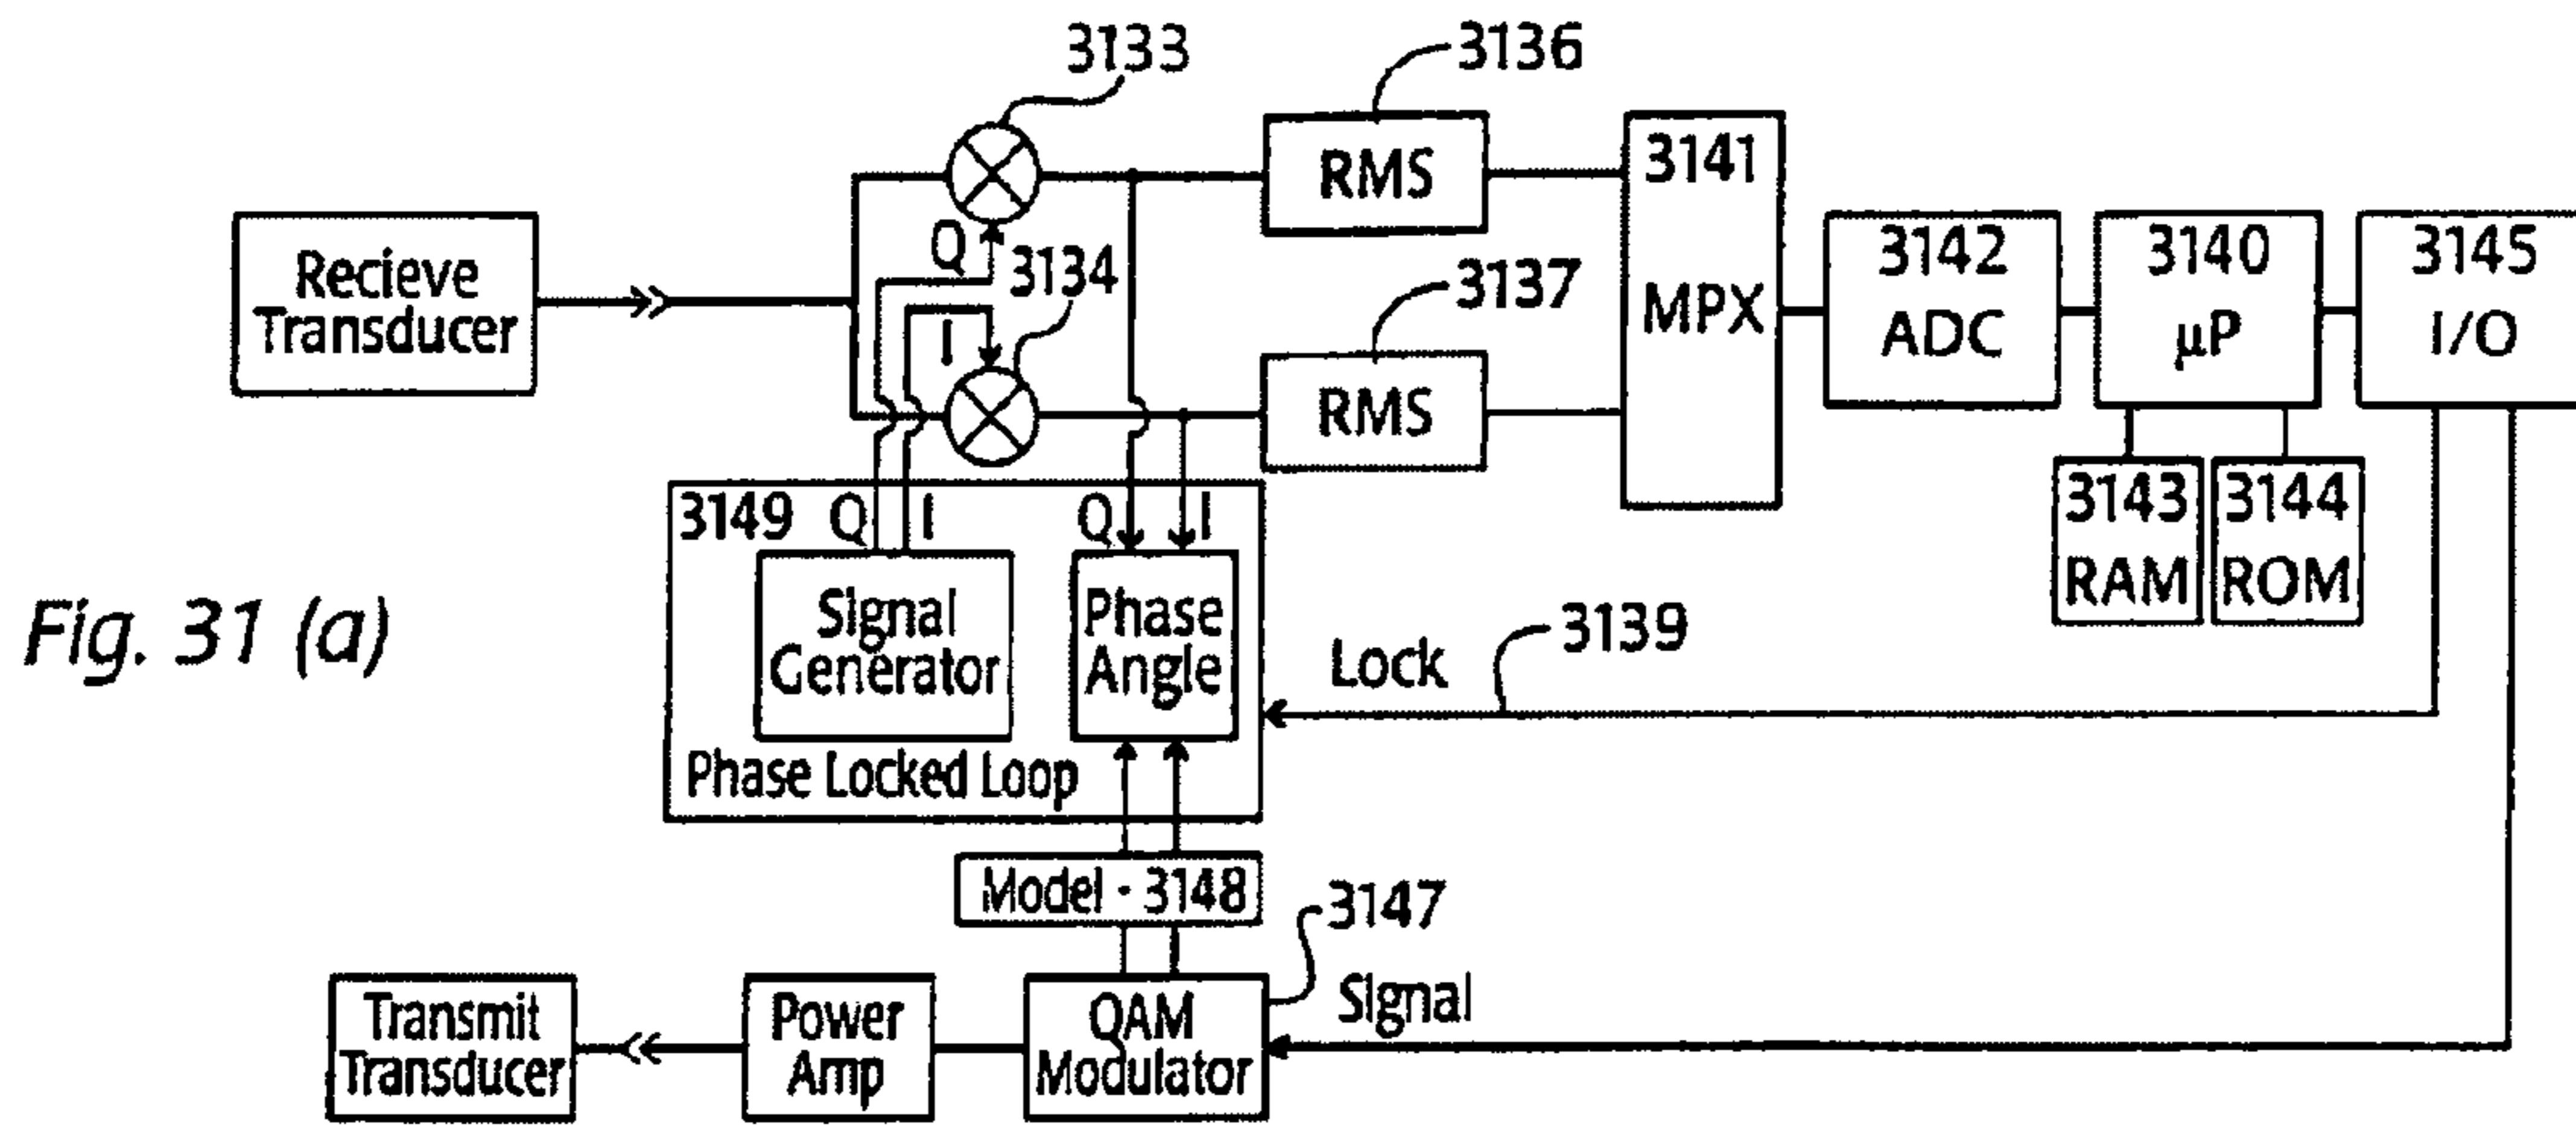 3133
3136
3141
RMS
MPX
Recieve
Transducer
Q
3134
I
3137
RMS
3142
ADC
3140
µP
3145
I/O
3143
RAM
3144
ROM
3149
Q I
Q I
Signal
Generator
Phase
Angle
Phase Locked Loop
Lock
3139
Fig. 31 (a)
Model - 3148
3147
Transmit
Transducer
Power
Amp
QAM
Modulator
Signal